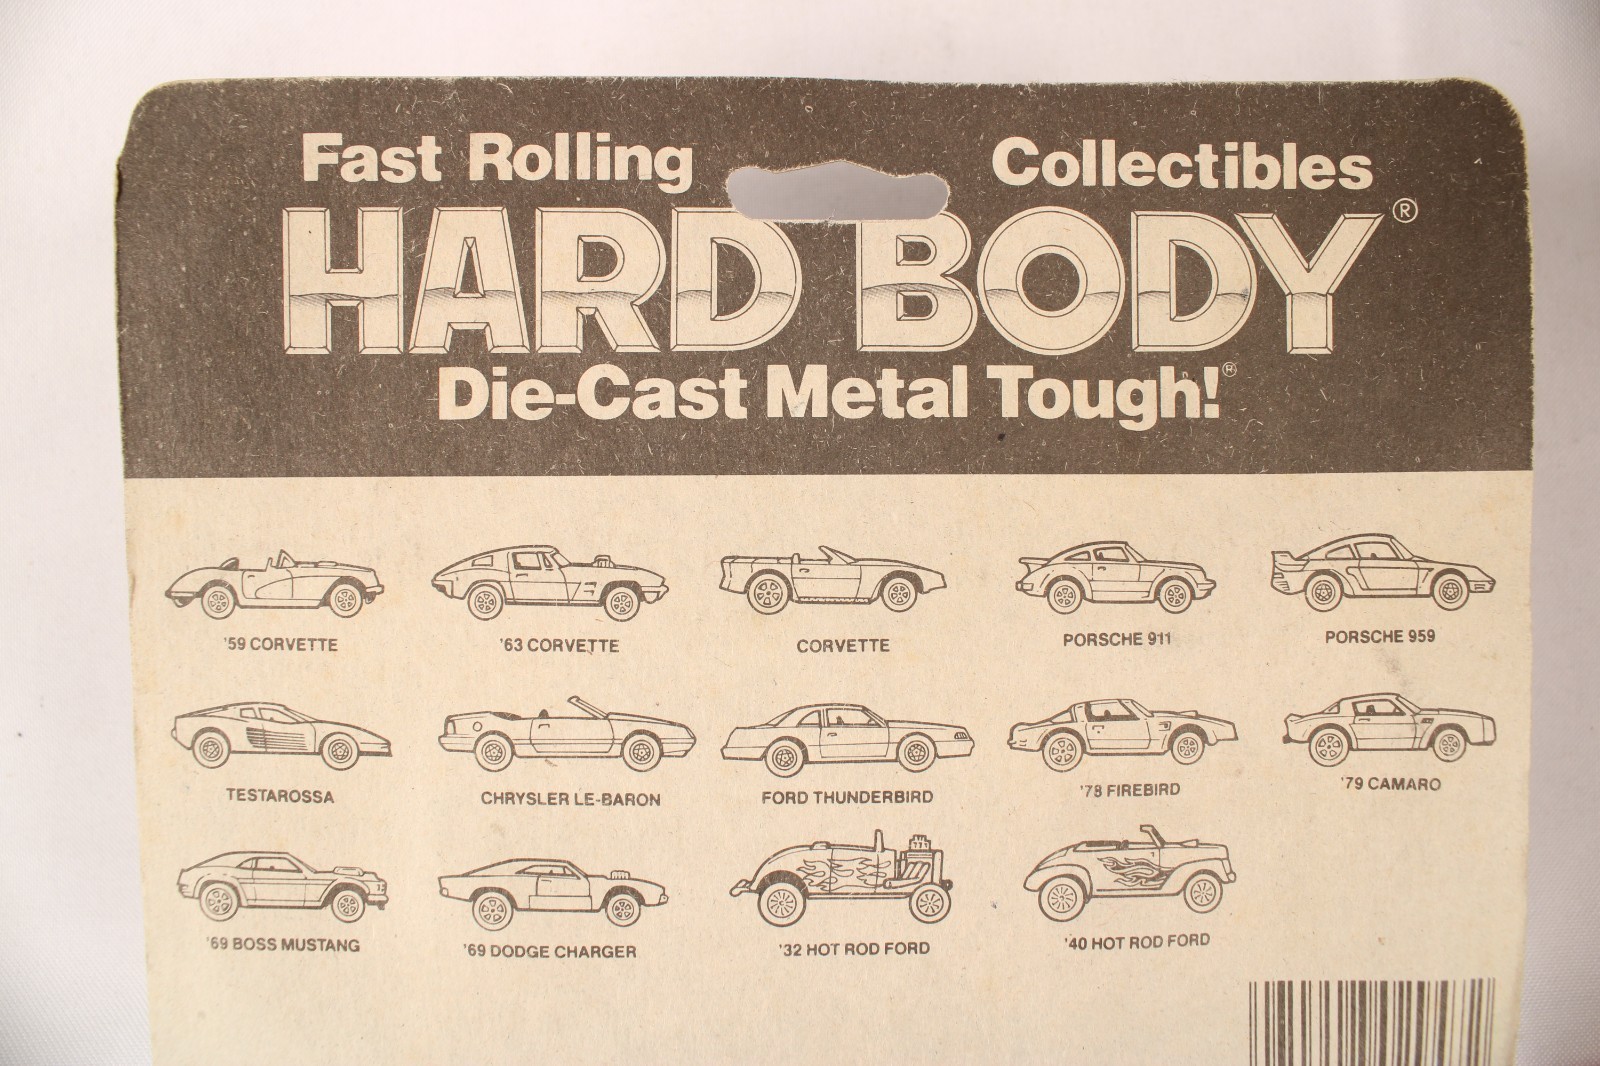 Fast Rolling Collectibles
HARD BODY®
Die-Cast Metal Tough!®
'59 CORVETTE
'63 CORVETTE
CORVETTE
PORSCHE 911
PORSCHE 959
TESTAROSSA
CHRYSLER LE-BARON
FORD THUNDERBIRD
'78 FIREBIRD
'79 CAMARO
'69 BOSS MUSTANG
'69 DODGE CHARGER
'32 HOT ROD FORD
'40 HOT ROD FORD